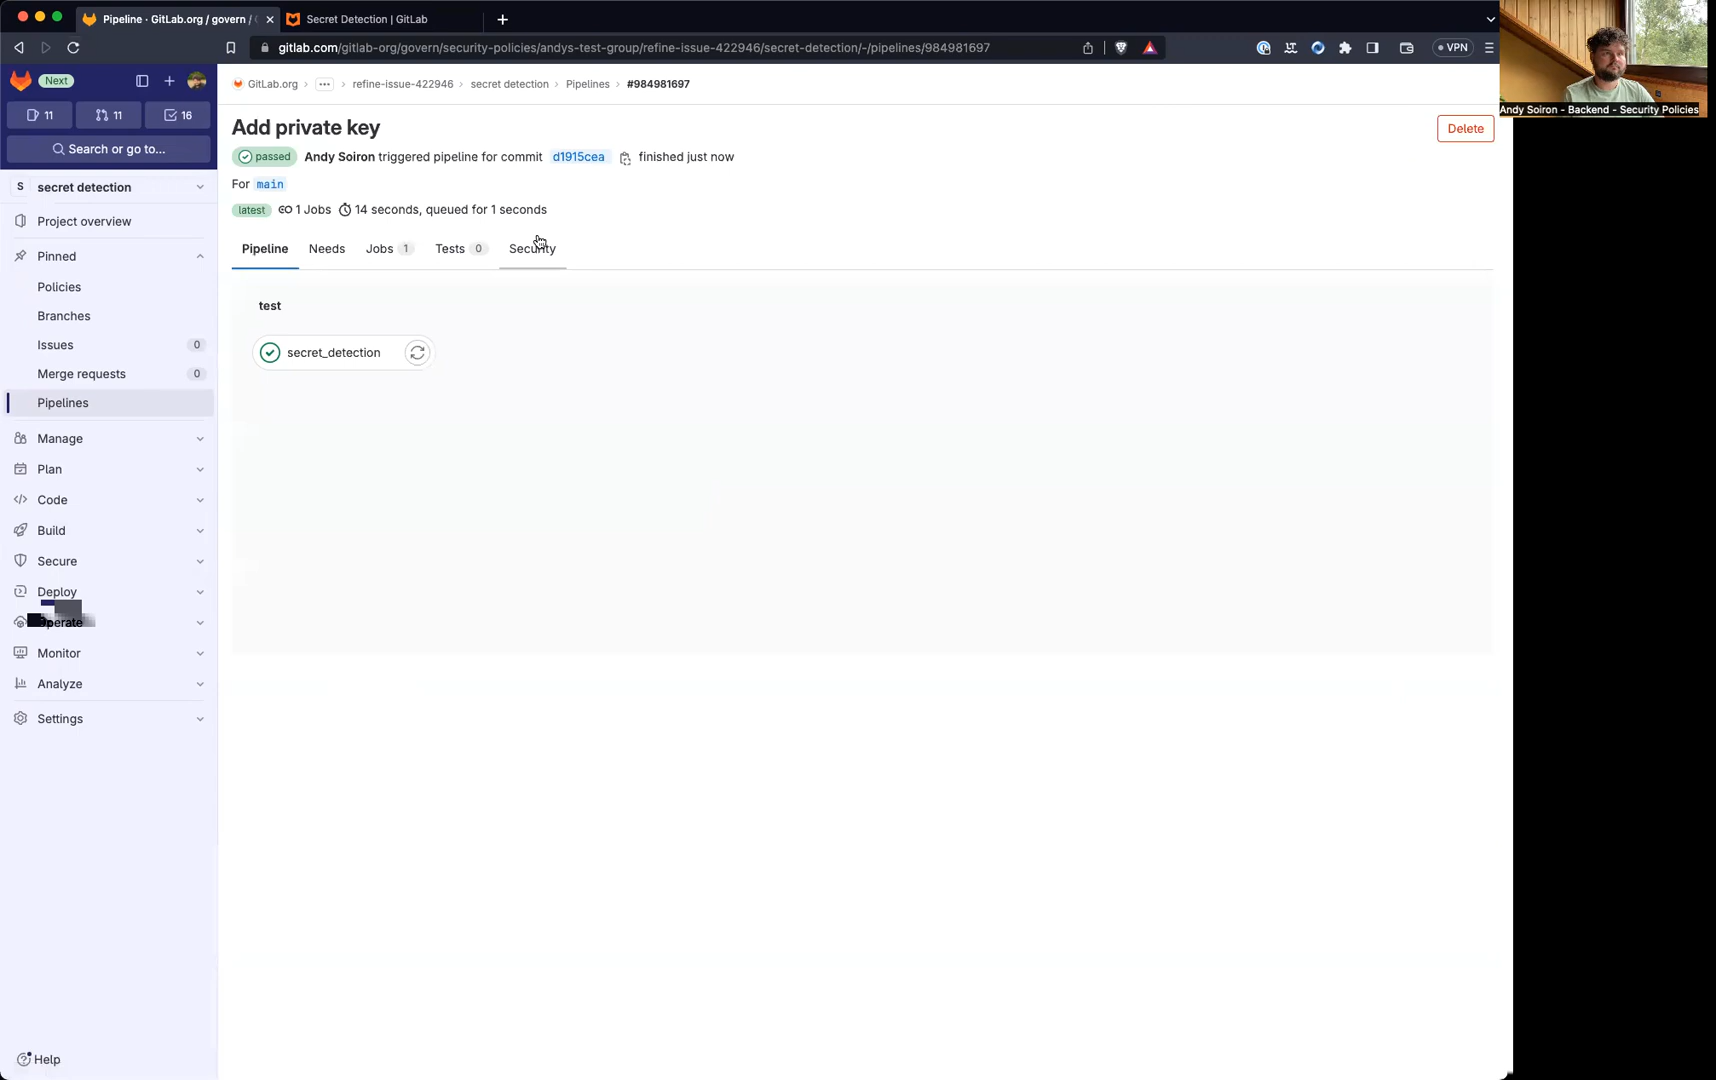 Pipeline · GitLab.org / govern /
Secret Detection | GitLab
gitlab.com/gitlab-org/govern/security-policies/andys-test-group/refine-issue-422946/secret-detection/-/pipelines/984981697
VPN
Andy Soiron - Backend - Security Policies
Next
11
11
16
Search or go to...
S secret detection
Project overview
Pinned
Policies
Branches
Issues 0
Merge requests 0
Pipelines
Manage
Plan
Code
Build
Secure
Deploy
Monitor
Analyze
Settings
Help
GitLab.org › ... › refine-issue-422946 › secret detection › Pipelines › #984981697
Add private key
Delete
passed Andy Soiron triggered pipeline for commit d1915cea finished just now
For main
latest 1 Jobs 14 seconds, queued for 1 seconds
Pipeline Needs Jobs 1 Tests 0 Security
test
secret_detection